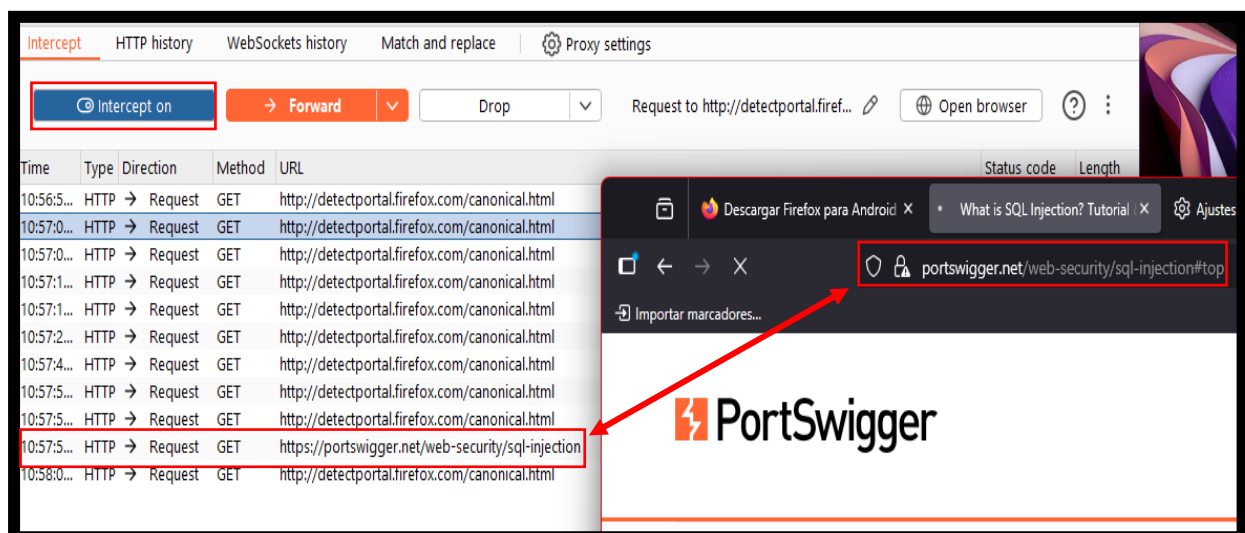 Intercept HTTP history WebSockets history Match and replace Proxy settings
Intercept on Forward Drop Request to http://detectportal.firef... Open browser
Time Type Direction Method URL Status code Length
10:56:5... HTTP → Request GET http://detectportal.firefox.com/canonical.html
10:57:0... HTTP → Request GET http://detectportal.firefox.com/canonical.html
10:57:0... HTTP → Request GET http://detectportal.firefox.com/canonical.html
10:57:1... HTTP → Request GET http://detectportal.firefox.com/canonical.html
10:57:1... HTTP → Request GET http://detectportal.firefox.com/canonical.html
10:57:2... HTTP → Request GET http://detectportal.firefox.com/canonical.html
10:57:4... HTTP → Request GET http://detectportal.firefox.com/canonical.html
10:57:5... HTTP → Request GET http://detectportal.firefox.com/canonical.html
10:57:5... HTTP → Request GET http://detectportal.firefox.com/canonical.html
10:57:5... HTTP → Request GET https://portswigger.net/web-security/sql-injection
10:58:0... HTTP → Request GET http://detectportal.firefox.com/canonical.html
Descargar Firefox para Android What is SQL Injection? Tutorial Ajustes
portswigger.net/web-security/sql-injection#top
Importar marcadores...
PortSwigger